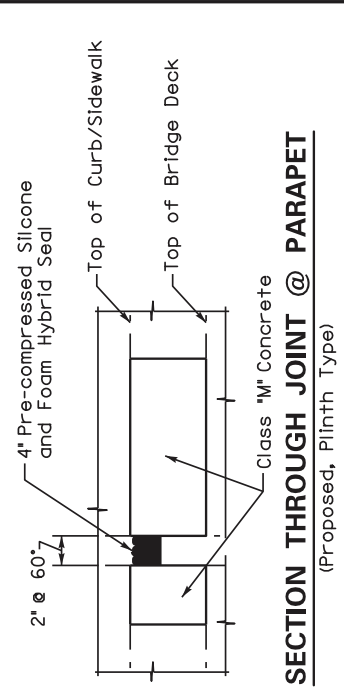 4" Pre-compressed Silcone
and Foam Hybrid Seal
2" @ 60°
Top of Curb/Sidewalk
Top of Bridge Deck
Class "M" Concrete
SECTION THROUGH JOINT @ PARAPET
(Proposed, Plinth Type)